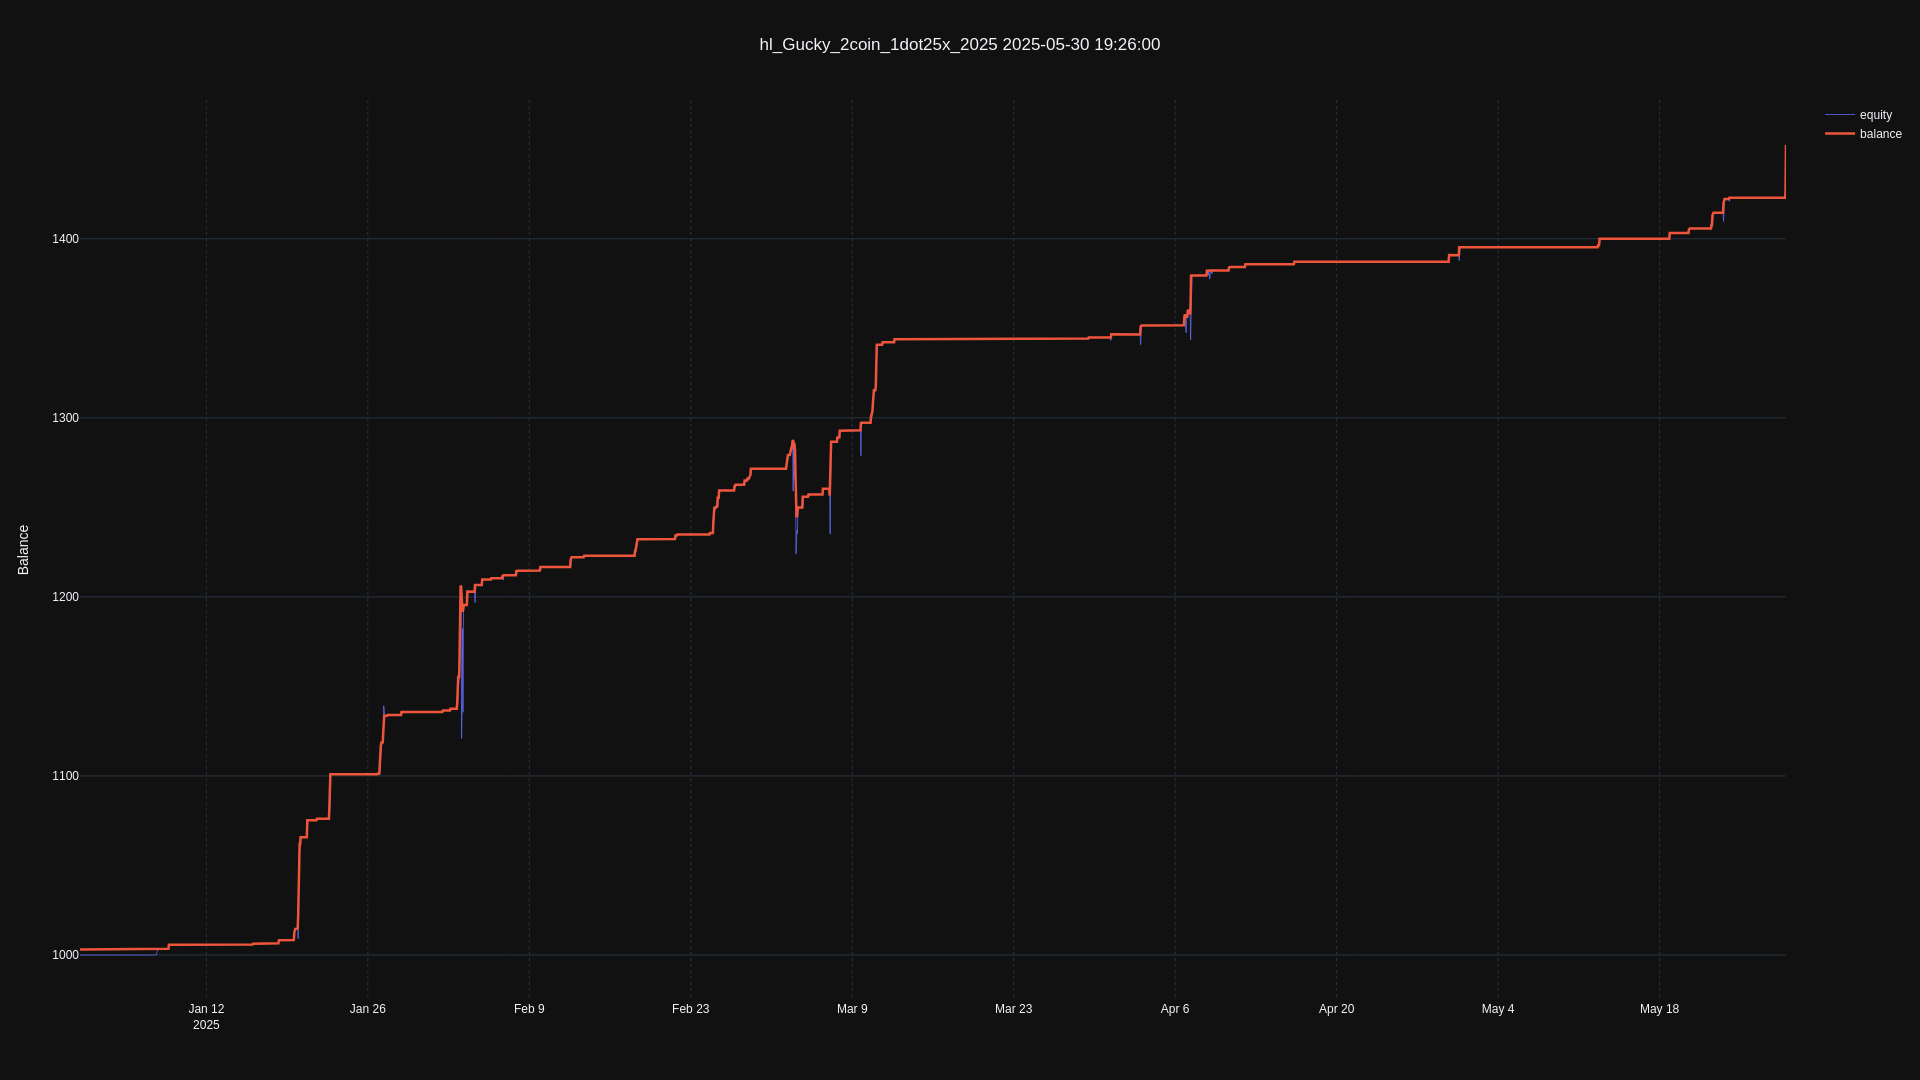 hl_Gucky_2coin_1dot25x_2025 2025-05-30 19:26:00
equity
balance
Balance
1400
1300
1200
1100
1000
Jan 12
2025
Jan 26
Feb 9
Feb 23
Mar 9
Mar 23
Apr 6
Apr 20
May 4
May 18